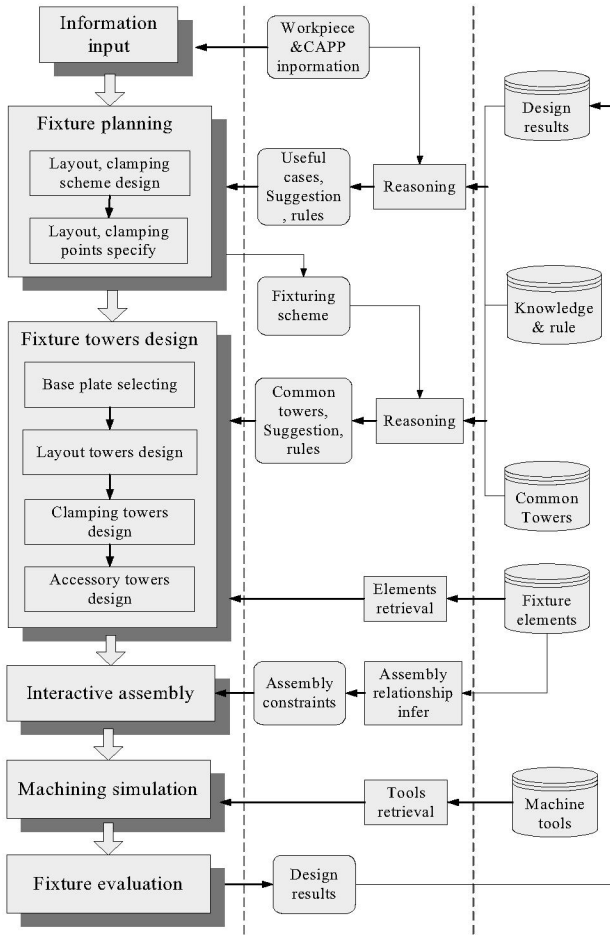 Information
input
Workpiece
&CAPP
inpormation
Design
results
Fixture planning
Layout, clamping
scheme design
Layout, clamping
points specify
Useful
cases,
Suggestion
, rules
Reasoning
Fixturing
scheme
Knowledge
& rule
Fixture towers design
Base plate selecting
Layout towers design
Clamping towers
design
Accessory towers
design
Common
towers,
Suggestion,
rules
Reasoning
Common
Towers
Elements
retrieval
Fixture
elements
Interactive assembly
Assembly
constraints
Assembly
relationship
infer
Machining simulation
Tools
retrieval
Machine
tools
Fixture evaluation
Design
results